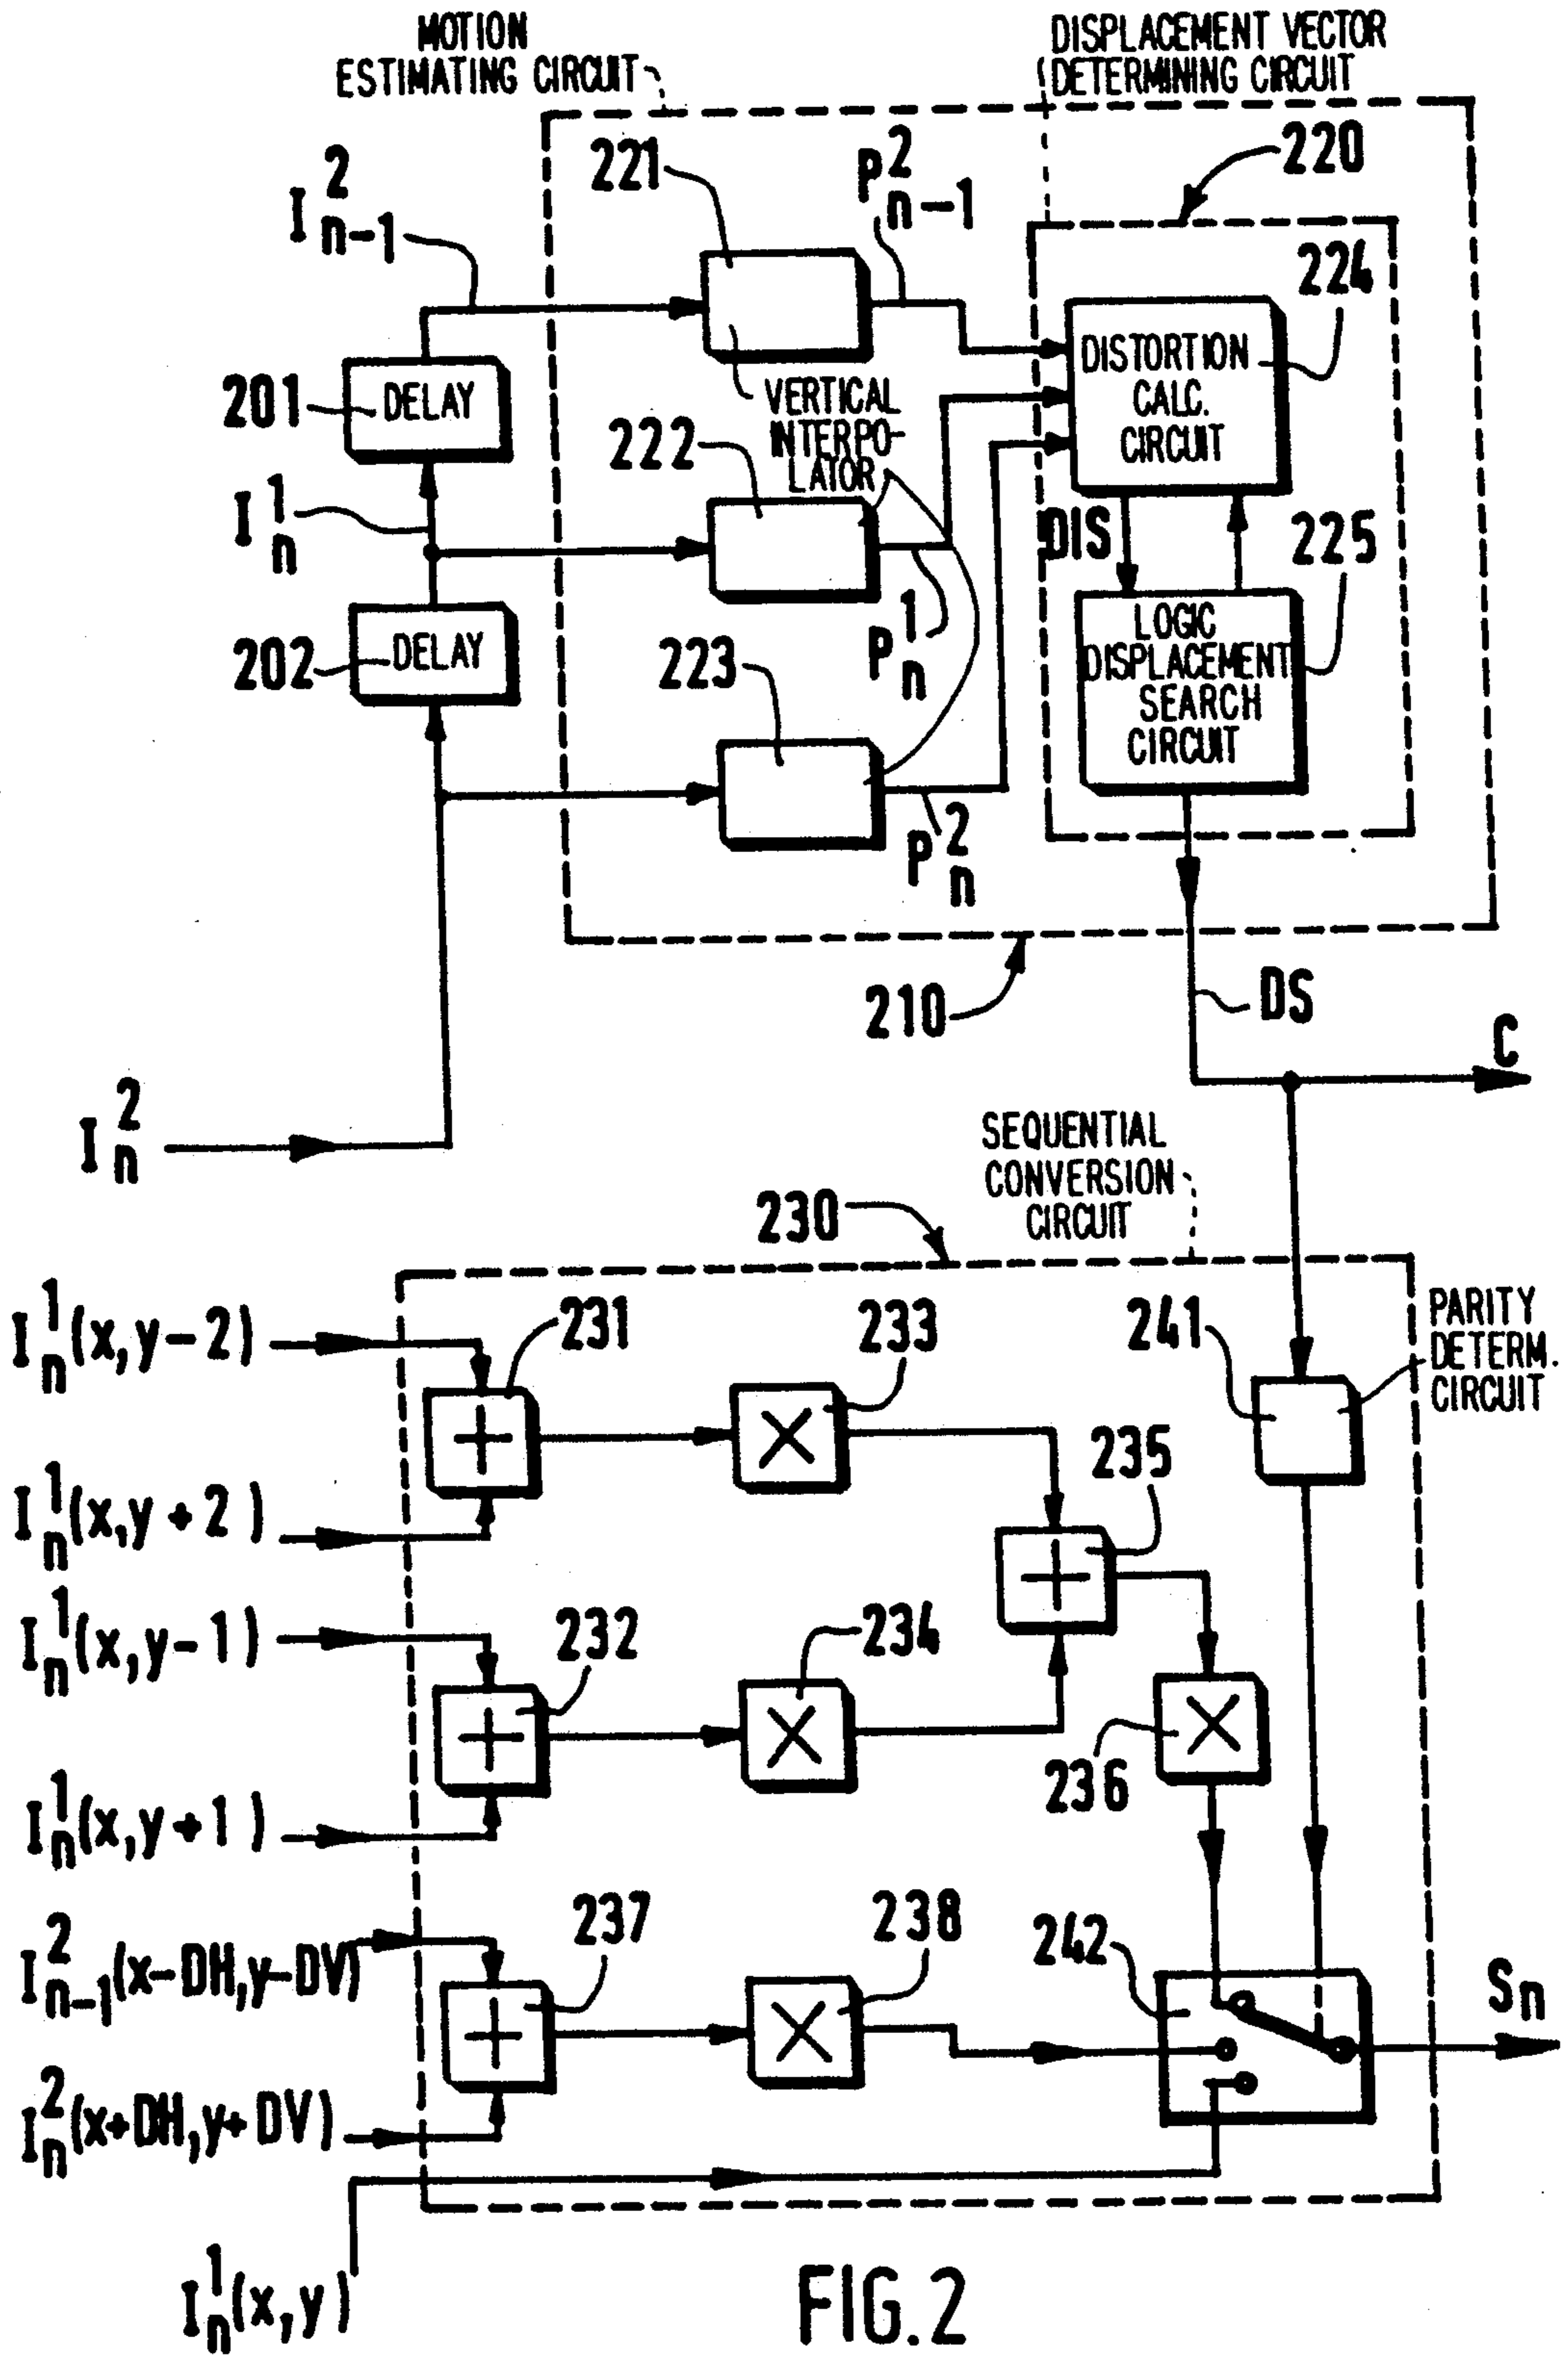 MOTION
ESTIMATING CIRCUIT
DISPLACEMENT VECTOR
DETERMINING CIRCUIT
220
221
P²ₙ₋₁
I²ₙ₋₁
224
DISTORTION
CALC.
CIRCUIT
201
DELAY
VERTICAL
INTERPO-
LATOR
222
I¹ₙ
DIS
225
P¹ₙ
LOGIC
DISPLACEMENT
SEARCH
CIRCUIT
202
DELAY
223
P²ₙ
210
DS
C
I²ₙ
SEQUENTIAL
CONVERSION
CIRCUIT
230
I¹ₙ(x,y-2)
231
233
241
PARITY
DETERM.
CIRCUIT
235
I¹ₙ(x,y+2)
I¹ₙ(x,y-1)
232
234
236
I¹ₙ(x,y+1)
237
238
242
I²ₙ₋₁(x-DH,y-DV)
Sn
I²ₙ(x+DH,y+DV)
I¹ₙ(x,y)
FIG.2